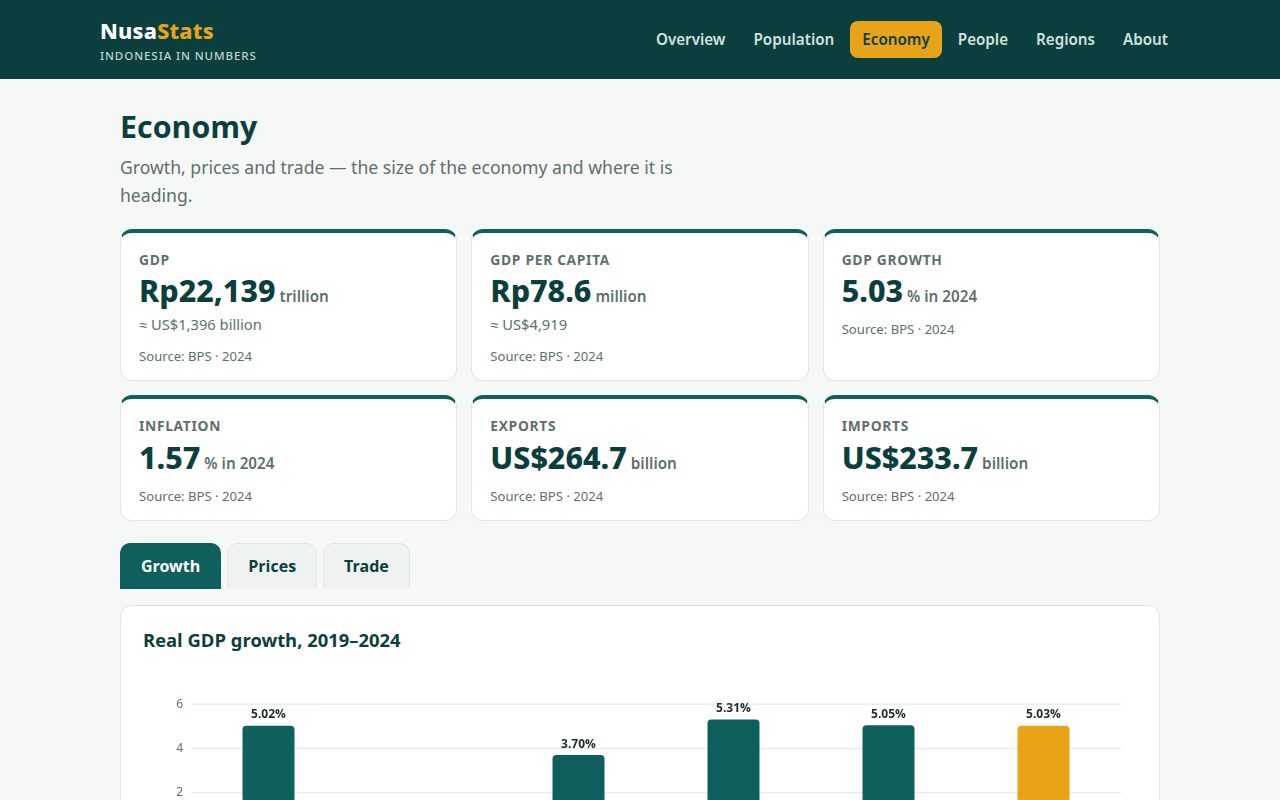 NusaStats
INDONESIA IN NUMBERS
Overview Population Economy People Regions About
Economy
Growth, prices and trade — the size of the economy and where it is
heading.
GDP
Rp22,139 trillion
≈ US$1,396 billion
Source: BPS · 2024
GDP PER CAPITA
Rp78.6 million
≈ US$4,919
Source: BPS · 2024
GDP GROWTH
5.03 % in 2024
Source: BPS · 2024
INFLATION
1.57 % in 2024
Source: BPS · 2024
EXPORTS
US$264.7 billion
Source: BPS · 2024
IMPORTS
US$233.7 billion
Source: BPS · 2024
Growth Prices Trade
Real GDP growth, 2019–2024
6
5.02% 3.70% 5.31% 5.05% 5.03%
4
2